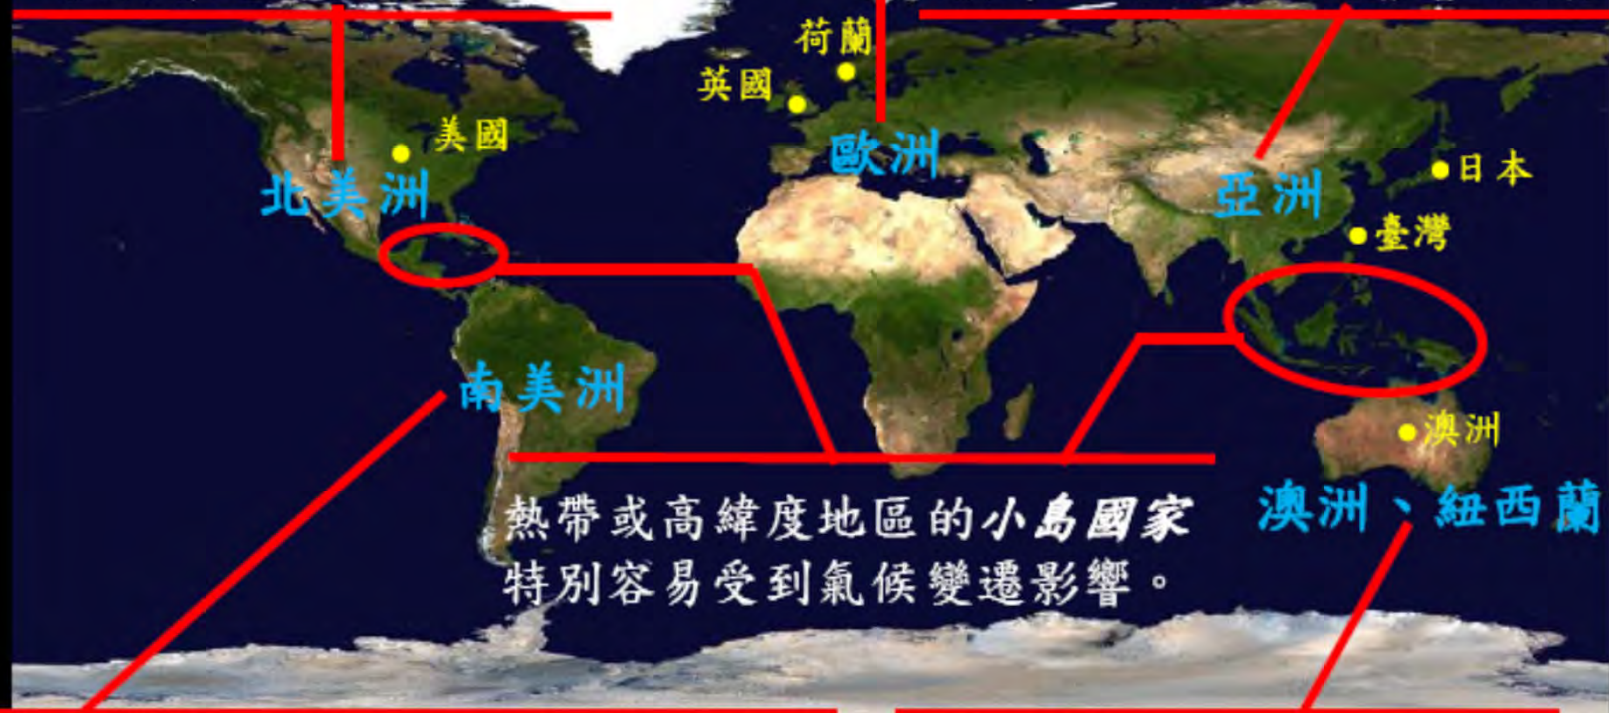 荷蘭
英國
美國
歐洲
日本
北美洲
亞洲
臺灣
南美洲
澳洲
熱帶或高緯度地區的小島國家
特別容易受到氣候變遷影響。
澳洲、紐西蘭